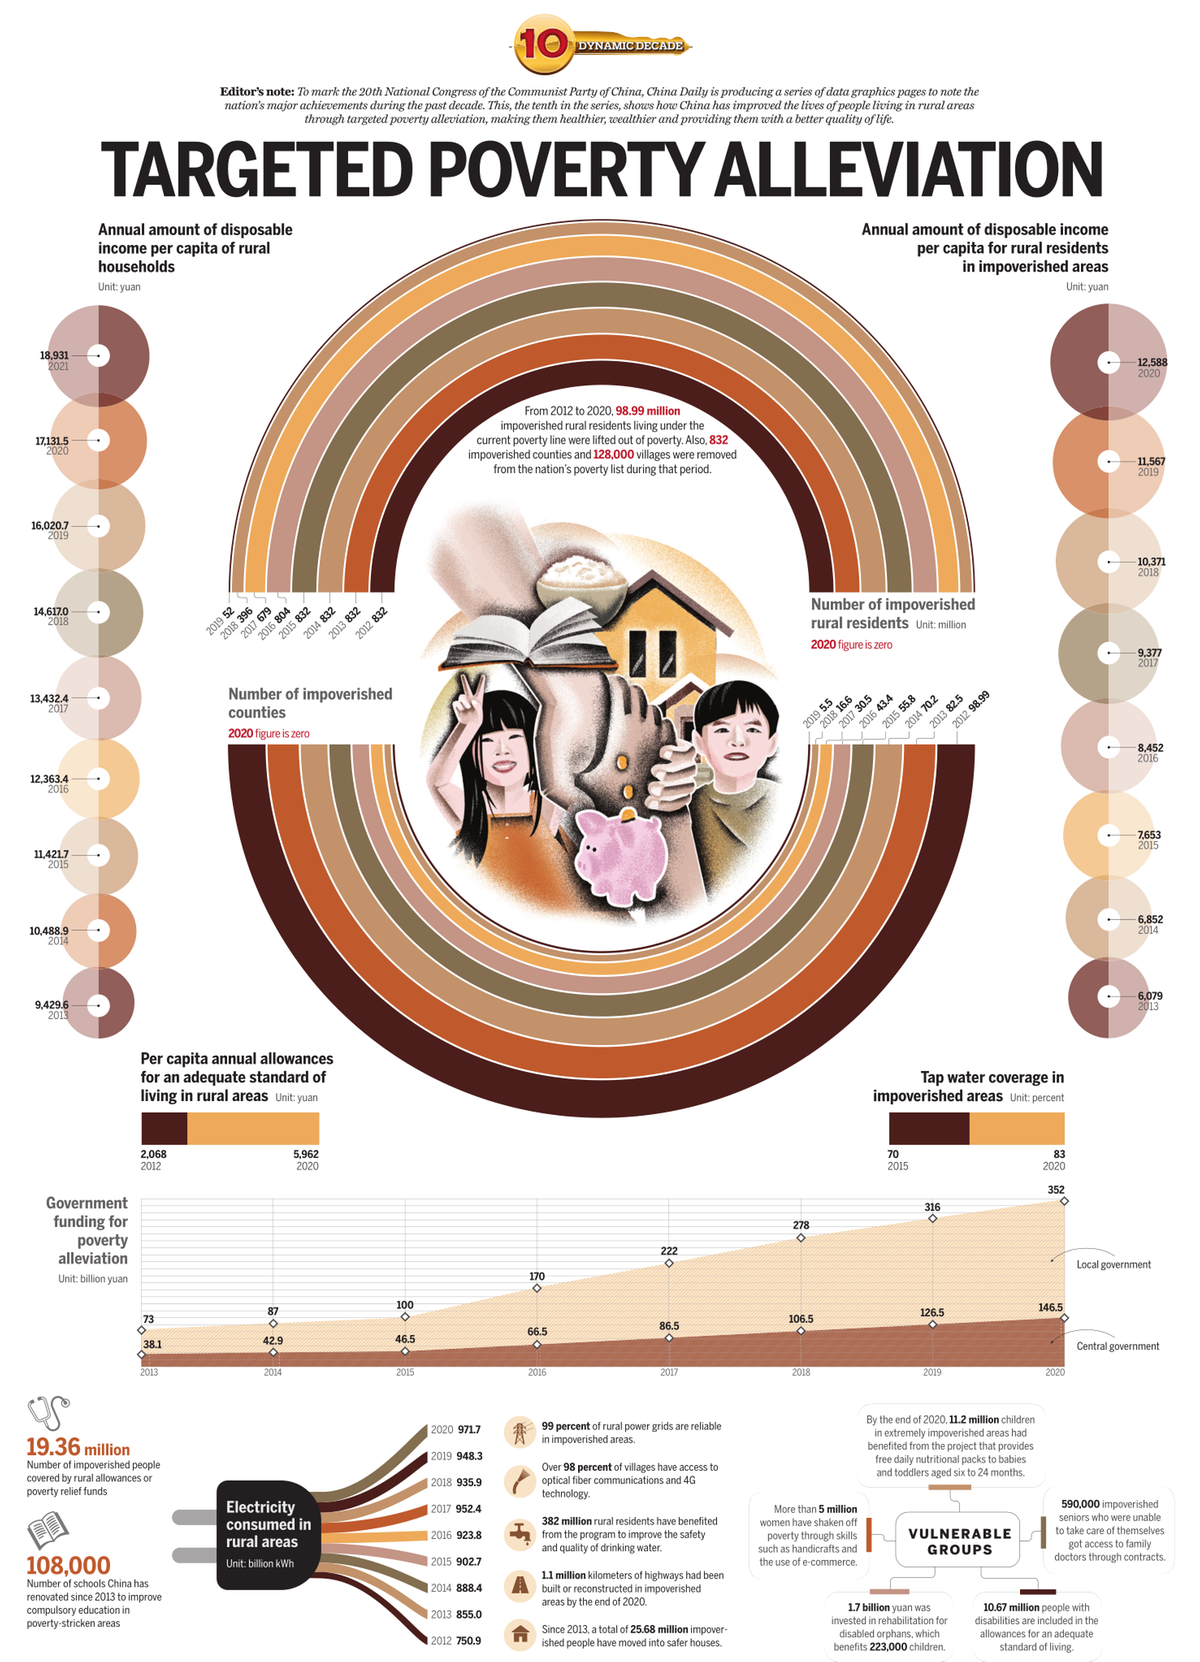 10 DYNAMIC DECADE
Editor's note: To mark the 20th National Congress of the Communist Party of China, China Daily is producing a series of data graphics pages to note the
nation's major achievements during the past decade. This, the tenth in the series, shows how China has improved the lives of people living in rural areas
through targeted poverty alleviation, making them healthier, wealthier and providing them with a better quality of life.
TARGETED POVERTY ALLEVIATION
Annual amount of disposable
income per capita of rural
households
Unit: yuan
18,931
2021
17,131.5
2020
16,020.7
2019
14,617.0
2018
13,432.4
2017
12,363.4
2016
11,421.7
2015
10,488.9
2014
9,429.6
2013
Annual amount of disposable income
per capita for rural residents
in impoverished areas
Unit: yuan
12,588
2020
11,567
2019
10,371
2018
9,377
2017
8,452
2016
7,653
2015
6,852
2014
6,079
2013
From 2012 to 2020, 98.99 million
impoverished rural residents living under the
current poverty line were lifted out of poverty. Also, 832
impoverished counties and 128,000 villages were removed
from the nation's poverty list during that period.
2019 52
2018 396
2017 679
2016 804
2015 832
2014 832
2013 832
2012 832
Number of impoverished
counties
2020 figure is zero
Number of impoverished
rural residents Unit: million
2020 figure is zero
2019 5.5
2018 16.6
2017 30.5
2016 43.4
2015 55.8
2014 70.2
2013 82.5
2012 98.99
Per capita annual allowances
for an adequate standard of
living in rural areas Unit: yuan
2,068
2012
5,962
2020
Tap water coverage in
impoverished areas Unit: percent
70
2015
83
2020
Government
funding for
poverty
alleviation
Unit: billion yuan
73
87
100
170
222
278
316
352
Local government
38.1
42.9
46.5
66.5
86.5
106.5
126.5
146.5
Central government
2013
2014
2015
2016
2017
2018
2019
2020
19.36 million
Number of impoverished people
covered by rural allowances or
poverty relief funds
108,000
Number of schools China has
renovated since 2013 to improve
compulsory education in
poverty-stricken areas
Electricity
consumed in
rural areas
Unit: billion kWh
2020 971.7
2019 948.3
2018 935.9
2017 952.4
2016 923.8
2015 902.7
2014 888.4
2013 855.0
2012 750.9
99 percent of rural power grids are reliable
in impoverished areas.
Over 98 percent of villages have access to
optical fiber communications and 4G
technology.
382 million rural residents have benefited
from the program to improve the safety
and quality of drinking water.
1.1 million kilometers of highways had been
built or reconstructed in impoverished
areas by the end of 2020.
Since 2013, a total of 25.68 million impover-
ished people have moved into safer houses.
By the end of 2020, 11.2 million children
in extremely impoverished areas had
benefited from the project that provides
free daily nutritional packs to babies
and toddlers aged six to 24 months.
More than 5 million
women have shaken off
poverty through skills
such as handicrafts and
the use of e-commerce.
VULNERABLE
GROUPS
590,000 impoverished
seniors who were unable
to take care of themselves
got access to family
doctors through contracts.
1.7 billion yuan was
invested in rehabilitation for
disabled orphans, which
benefits 223,000 children.
10.67 million people with
disabilities are included in the
allowances for an adequate
standard of living.